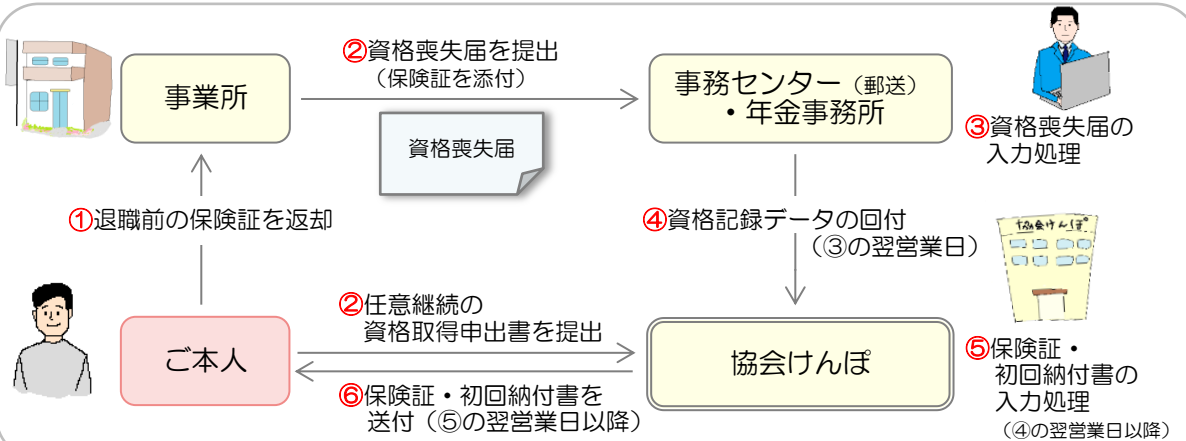 ②資格喪失届を提出
（保険証を添付）
事業所
事務センター（郵送）
・年金事務所
資格喪失届
③資格喪失届の
入力処理
①退職前の保険証を返却
④資格記録データの回付
（③の翌営業日）
協会けんぽ
②任意継続の
資格取得申出書を提出
ご本人
協会けんぽ
⑤保険証・
初回納付書の
入力処理
（④の翌営業日以降）
⑥保険証・初回納付書を
送付（⑤の翌営業日以降）